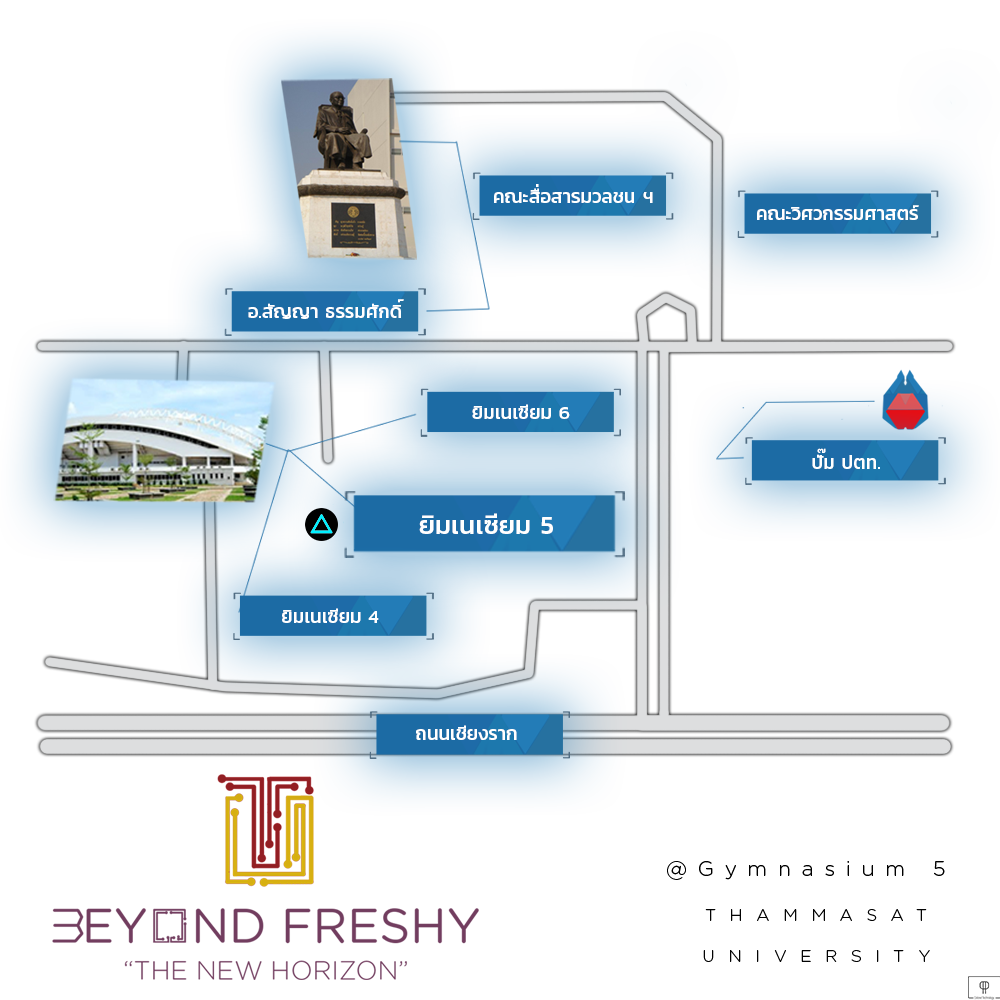 คณะสื่อสารมวลชน ฯ
คณะวิศวกรรมศาสตร์
อ.สัญญา ธรรมศักดิ์
ยิมเนเซียม 6
ปั๊ม ปตท.
ยิมเนเซียม 5
ยิมเนเซียม 4
ถนนเชียงราก
BEYOND FRESHY
“THE NEW HORIZON”
@Gymnasium 5
THAMMASAT
UNIVERSITY